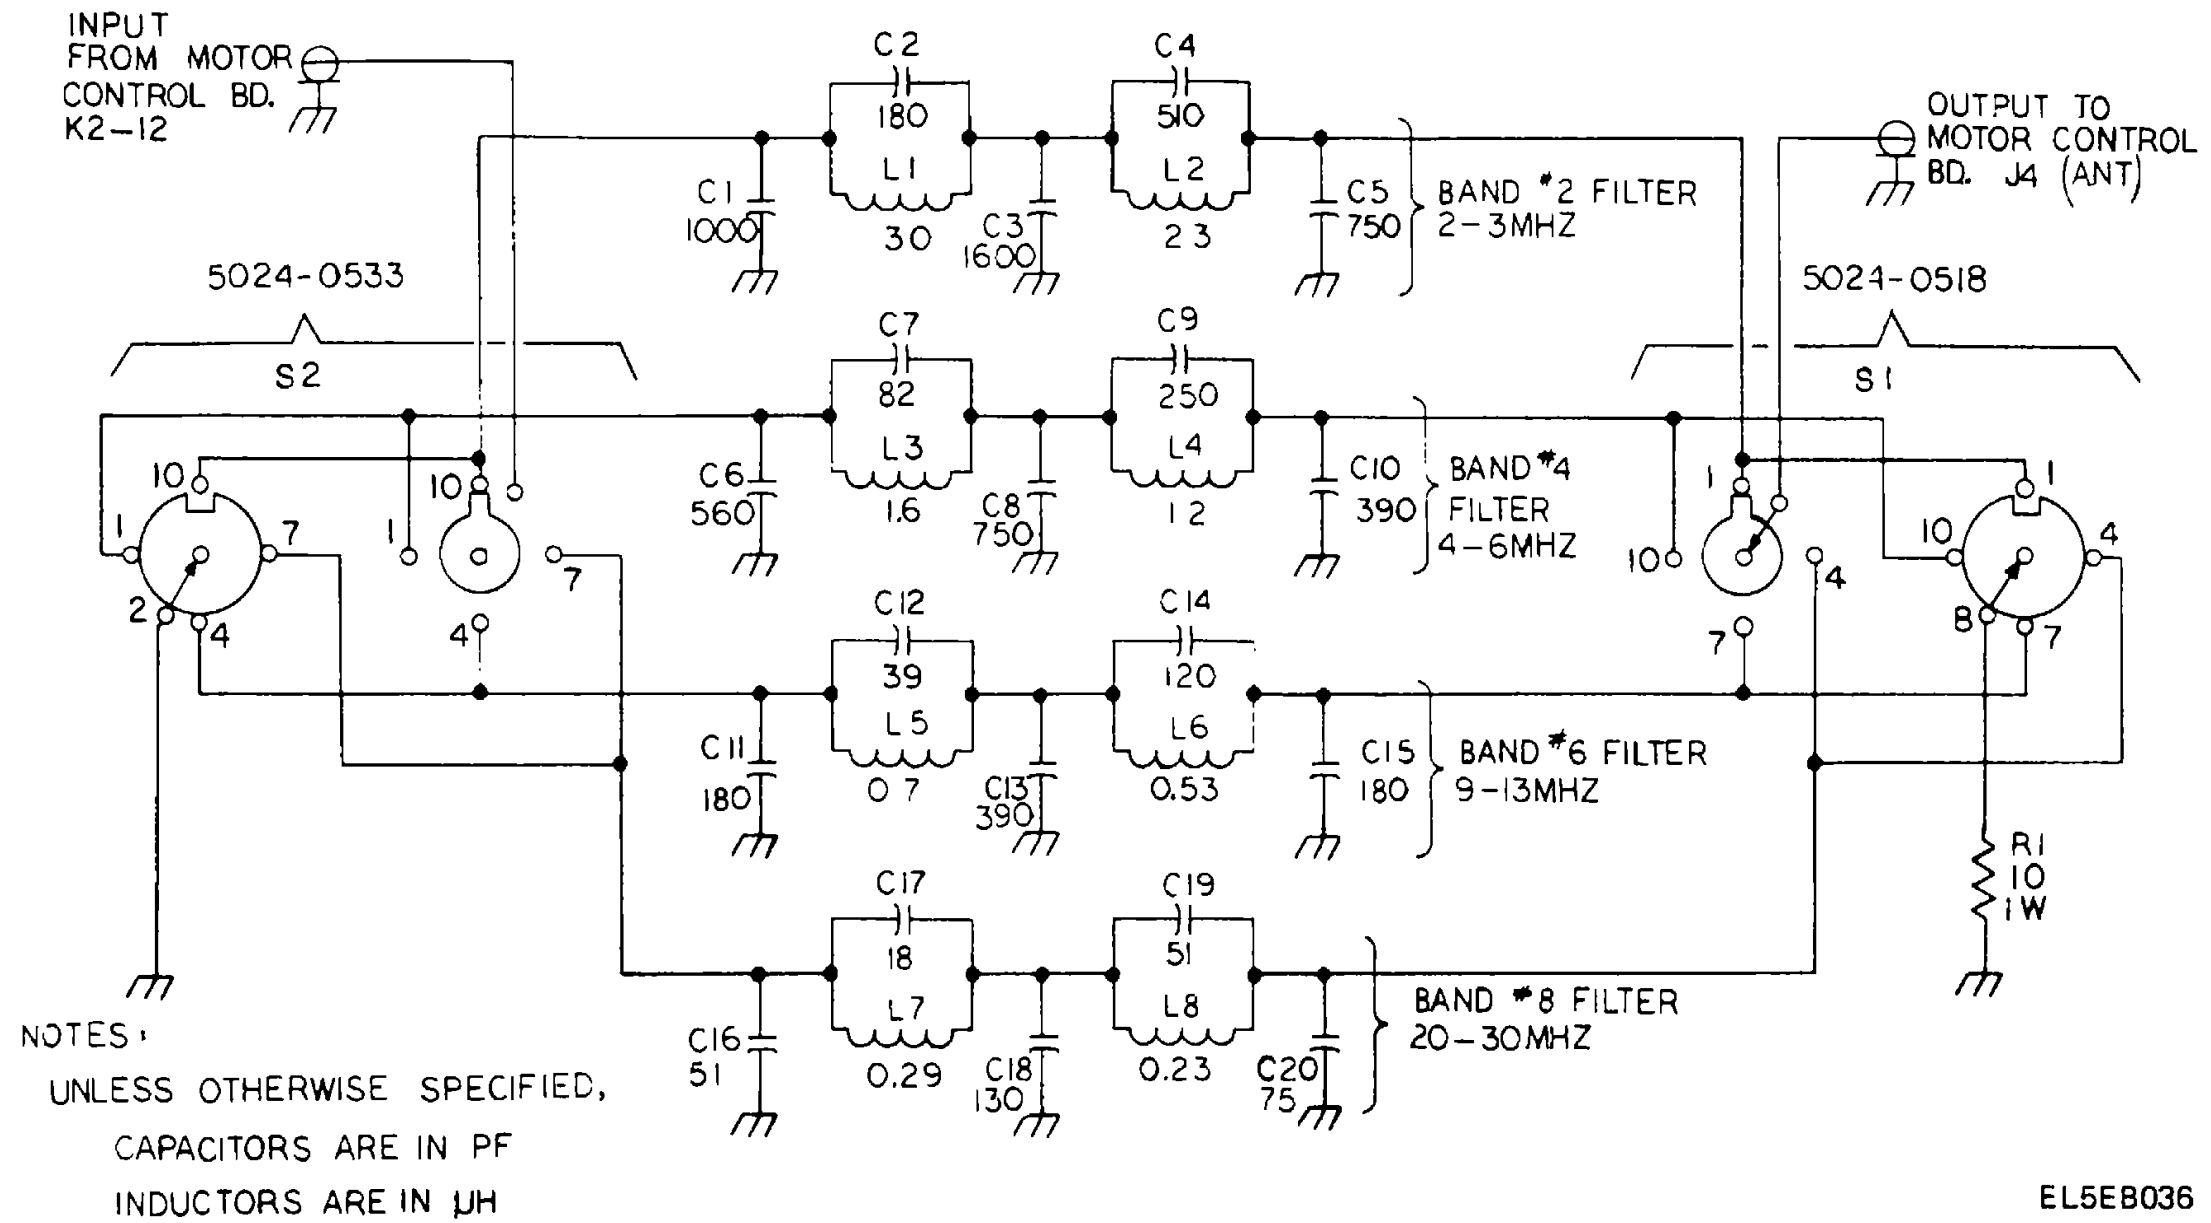 INPUT
FROM MOTOR
CONTROL BD.
K2-12
C2
180
L1
30
C4
510
L2
23
C1
1000
C3
1600
C5
750
BAND #2 FILTER
2-3MHZ
OUTPUT TO
MOTOR CONTROL
BD. J4 (ANT)
5024-0533
S2
5024-0518
S1
C7
82
L3
1.6
C9
250
L4
12
C6
560
C8
750
C10
390
BAND #4
FILTER
4-6MHZ
10
1
7
2
4
10
1
7
4
1
10
4
7
1
10
4
8
7
C12
39
L5
0 7
C14
120
L6
0.53
C11
180
C13
390
C15
180
BAND #6 FILTER
9-13MHZ
R1
10
1W
C17
18
L7
0.29
C19
51
L8
0.23
C16
51
C18
130
C20
75
BAND #8 FILTER
20-30MHZ
NOTES:
UNLESS OTHERWISE SPECIFIED,
CAPACITORS ARE IN PF
INDUCTORS ARE IN µH
EL5EB036